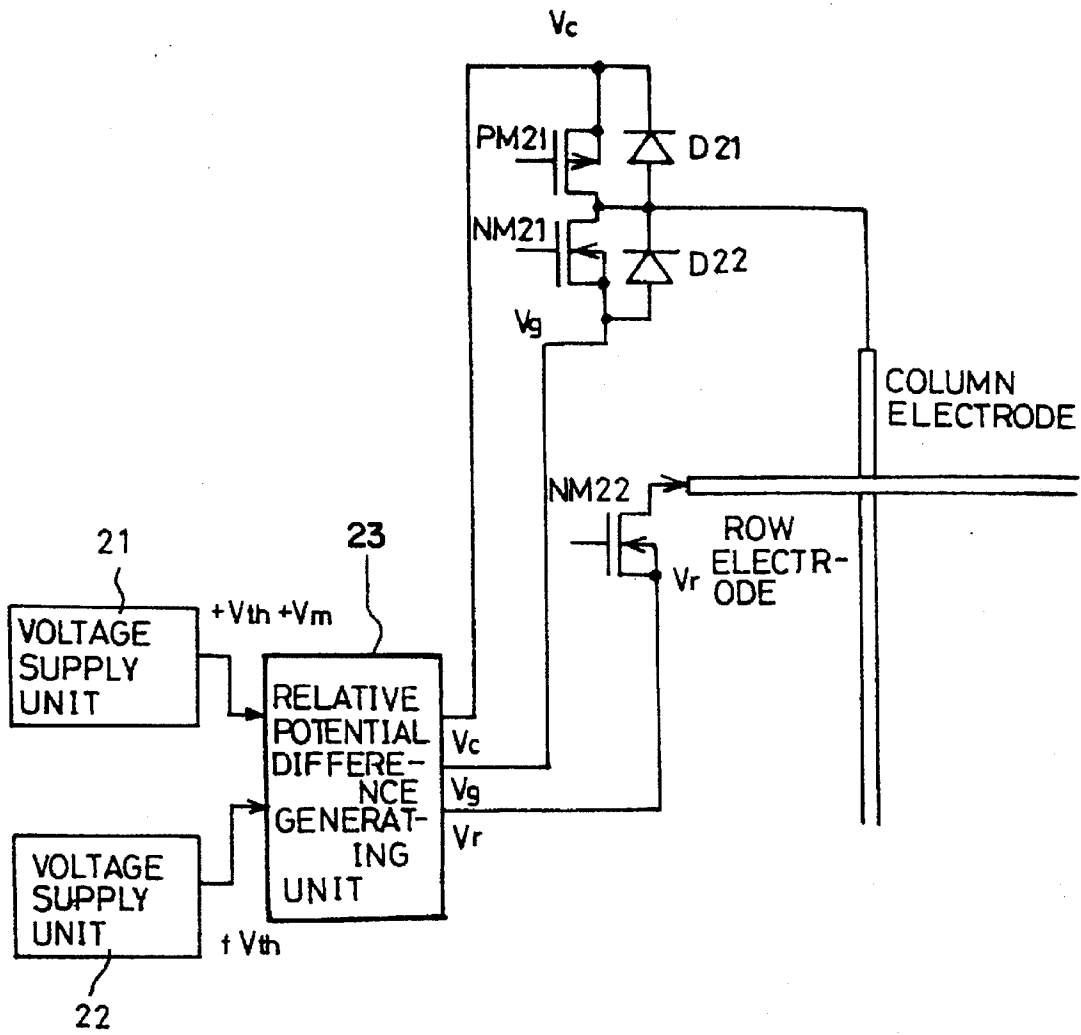 Vc
PM21
D21
NM21
D22
Vg
COLUMN
ELECTRODE
NM22
ROW
ELECTR-
ODE
Vr
21
23
+Vth +Vm
VOLTAGE
SUPPLY
UNIT
RELATIVE
POTENTIAL
DIFFERE-
NCE
GENERAT-
ING
UNIT
Vc
Vg
Vr
VOLTAGE
SUPPLY
UNIT
+Vth
22